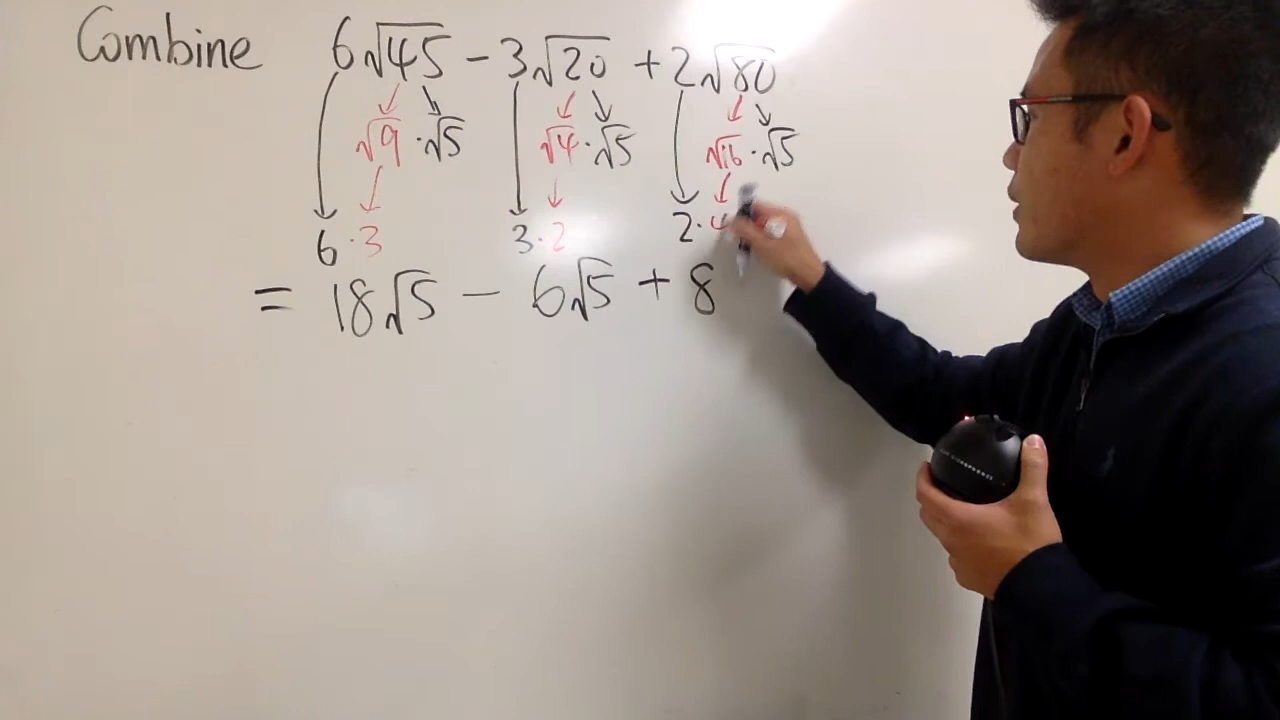 Combine 6√45 - 3√20 + 2√80
√9 · √5 √4 · √5 √16 · √5
6 · 3 3 · 2 2 · 4
= 18√5 - 6√5 + 8